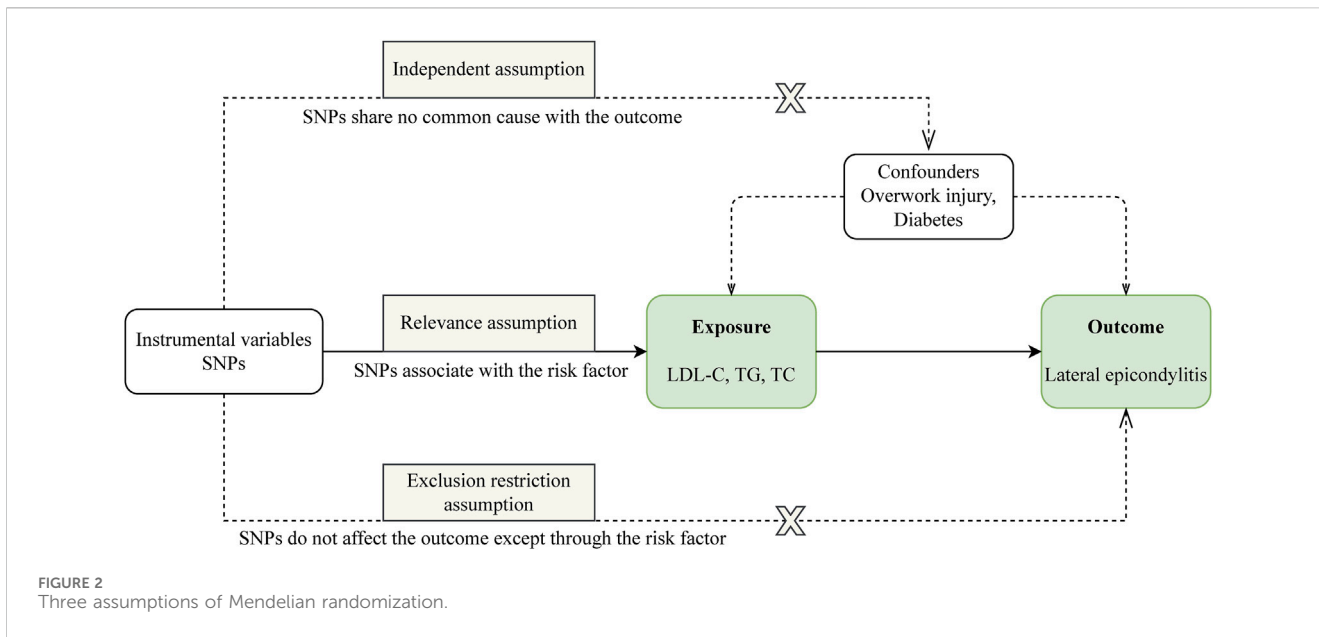 Independent assumption
SNPs share no common cause with the outcome
Confounders
Overwork injury,
Diabetes
Instrumental variables
SNPs
Relevance assumption
SNPs associate with the risk factor
Exposure
LDL-C, TG, TC
Outcome
Lateral epicondylitis
Exclusion restriction
assumption
SNPs do not affect the outcome except through the risk factor
FIGURE 2
Three assumptions of Mendelian randomization.